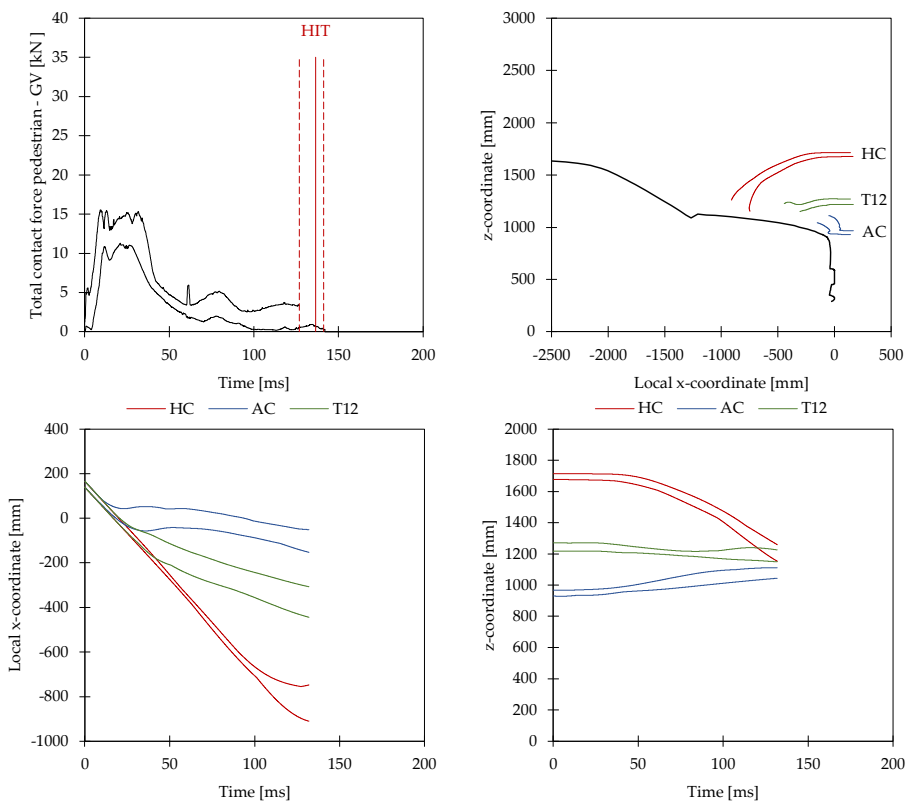 Total contact force pedestrian - GV [kN]
40
35
30
25
20
15
10
5
0
HIT
0 50 100 150 200
Time [ms]
z-coordinate [mm]
3000
2500
2000
1500
1000
500
0
HC
T12
AC
-2500 -2000 -1500 -1000 -500 0 500
Local x-coordinate [mm]
HC AC T12
Local x-coordinate [mm]
400
200
0
-200
-400
-600
-800
-1000
0 50 100 150 200
Time [ms]
HC AC T12
z-coordinate [mm]
2000
1800
1600
1400
1200
1000
800
600
400
200
0
0 50 100 150 200
Time [ms]